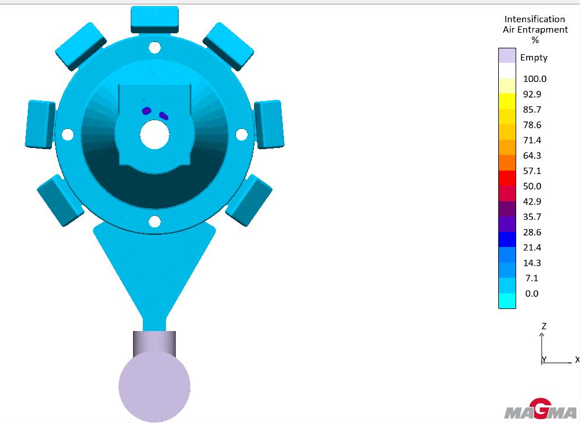 Intensification
Air Entrapment
%
Empty
100.0
92.9
85.7
78.6
71.4
64.3
57.1
50.0
42.9
35.7
28.6
21.4
14.3
7.1
0.0
Z
Y
X
MAGMA